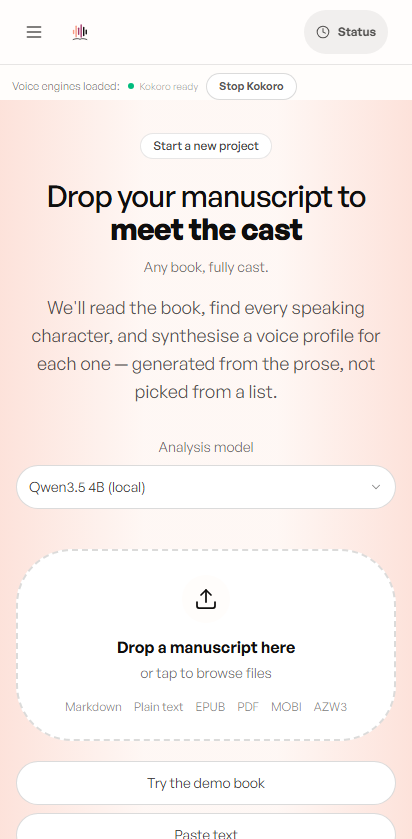 Status
Voice engines loaded: Kokoro ready Stop Kokoro
Start a new project
Drop your manuscript to
meet the cast
Any book, fully cast.
We'll read the book, find every speaking
character, and synthesise a voice profile for
each one — generated from the prose, not
picked from a list.
Analysis model
Qwen3.5 4B (local)
Drop a manuscript here
or tap to browse files
Markdown Plain text EPUB PDF MOBI AZW3
Try the demo book
Paste text